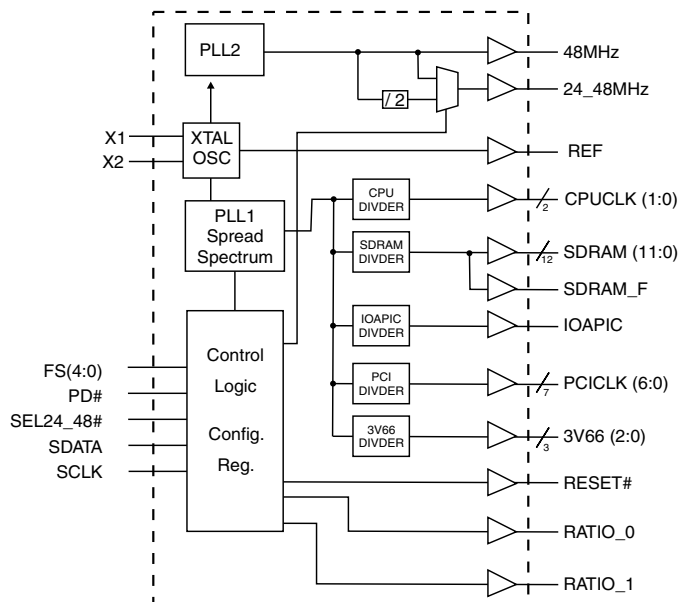 PLL2
48MHz
/ 2
24_48MHz
X1
X2
XTAL
OSC
REF
PLL1
Spread
Spectrum
CPU
DIVDER
2
CPUCLK (1:0)
SDRAM
DIVDER
12
SDRAM (11:0)
SDRAM_F
IOAPIC
DIVDER
IOAPIC
Control
Logic
Config.
Reg.
FS(4:0)
PD#
SEL24_48#
SDATA
SCLK
PCI
DIVDER
7
PCICLK (6:0)
3V66
DIVDER
3
3V66 (2:0)
RESET#
RATIO_0
RATIO_1